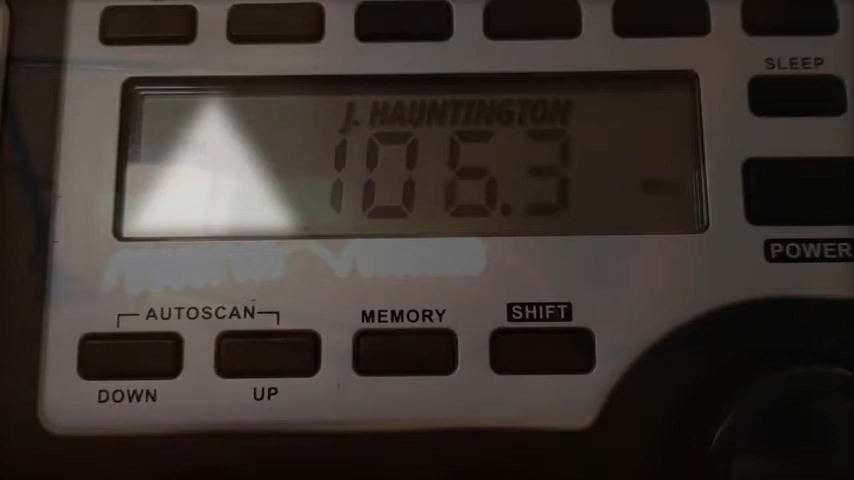 SLEEP
J. HAUNTINGTON
106.3
POWER
AUTOSCAN
MEMORY
SHIFT
DOWN
UP